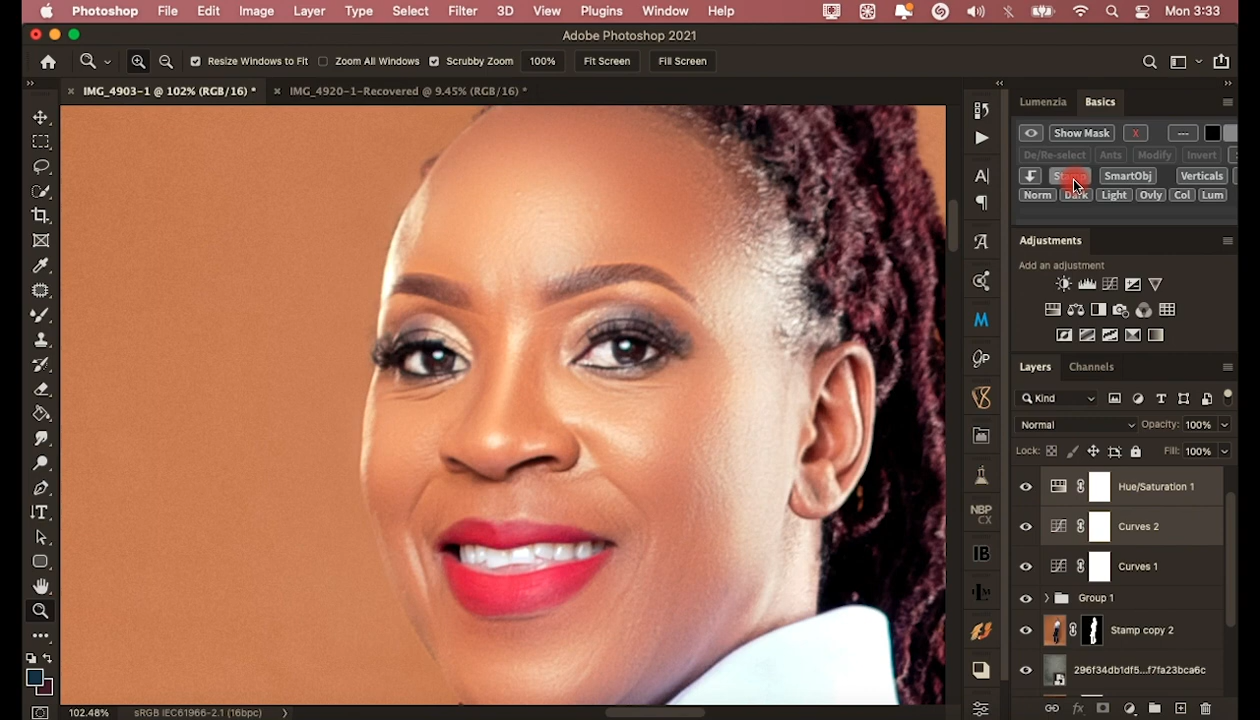 Photoshop File Edit Image Layer Type Select Filter 3D View Plugins Window Help Mon 3:33
Adobe Photoshop 2021
Resize Windows to Fit Zoom All Windows Scrubby Zoom 100% Fit Screen Fill Screen
IMG_4903-1 @ 102% (RGB/16) * IMG_4920-1-Recovered @ 9.45% (RGB/16) *
Lumenzia Basics
Show Mask X ---
De/Re-select Ants Modify Invert
SmartObj Verticals
Norm Dark Light Ovly Col Lum
Adjustments
Add an adjustment
Layers Channels
Kind
Normal Opacity: 100%
Lock: Fill: 100%
Hue/Saturation 1
Curves 2
Curves 1
Group 1
Stamp copy 2
296f34db1df5...f7fa23bca6c
NBP
CX
IB
102.48% sRGB IEC61966-2.1 (16bpc)